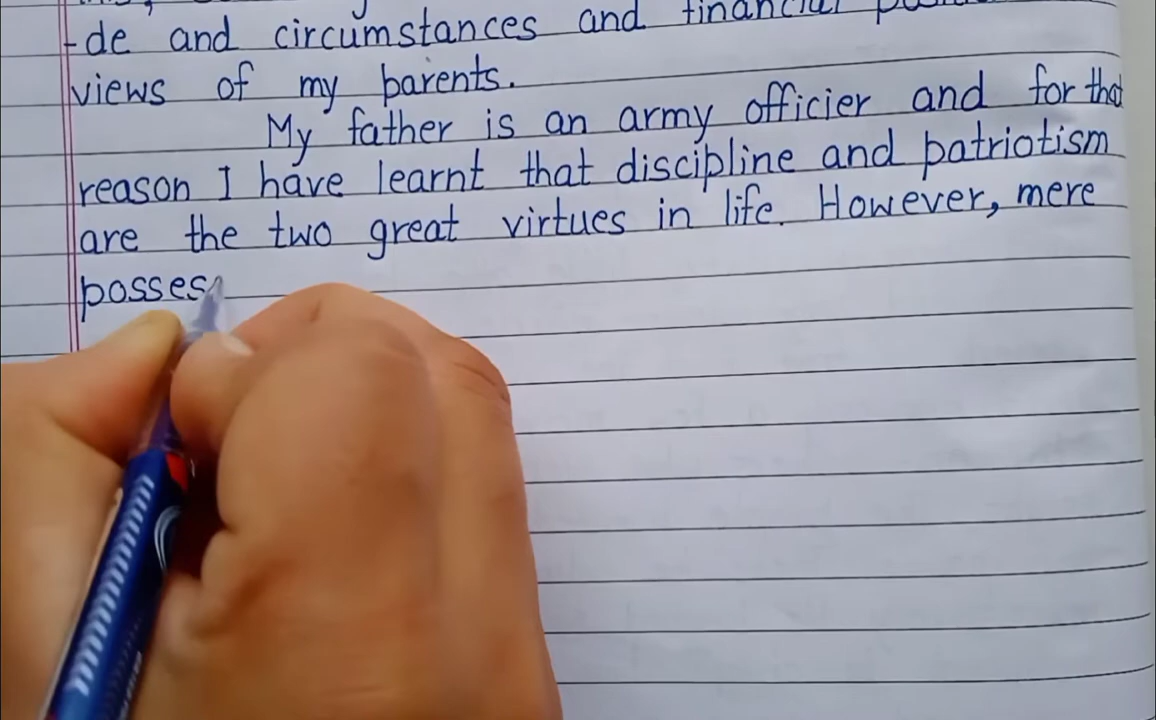 -de and circumstances and financial
views of my parents.
My father is an army officier and for that
reason I have learnt that discipline and patriotism
are the two great virtues in life. However, mere
posses